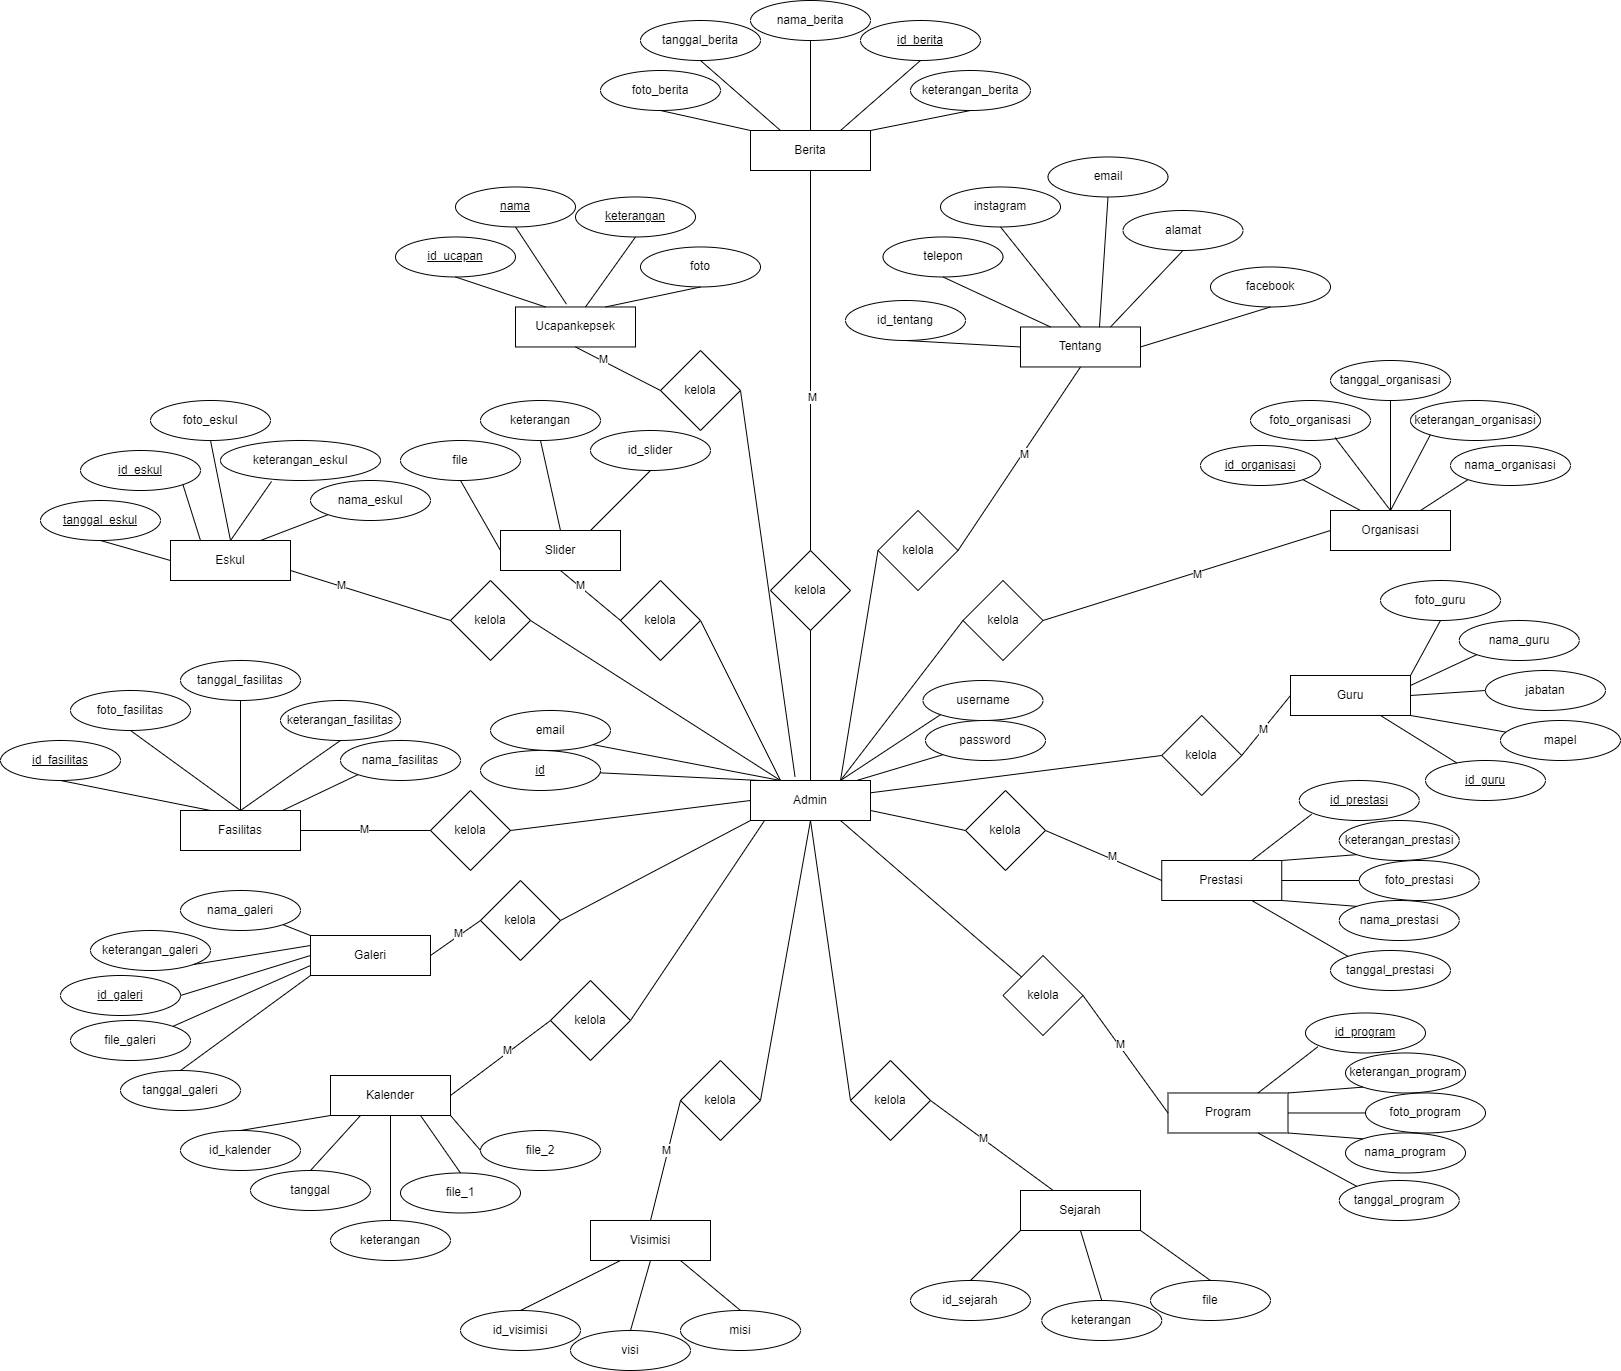 nama_berita
tanggal_berita
id_berita
foto_berita
keterangan_berita
Berita
email
nama
keterangan
instagram
alamat
id_ucapan
foto
telepon
facebook
id_tentang
Ucapankepsek
Tentang
M
kelola
tanggal_organisasi
M
foto_eskul
keterangan
foto_organisasi
keterangan_organisasi
id_eskul
keterangan_eskul
file
id_slider
M
id_organisasi
nama_organisasi
tanggal_eskul
nama_eskul
Organisasi
Eskul
Slider
kelola
M
M
M
kelola
foto_guru
kelola
kelola
kelola
nama_guru
tanggal_fasilitas
jabatan
Guru
foto_fasilitas
keterangan_fasilitas
username
email
password
M
mapel
id_fasilitas
nama_fasilitas
id
kelola
id_guru
Admin
id_prestasi
Fasilitas
M
kelola
kelola
M
keterangan_prestasi
Prestasi
foto_prestasi
nama_galeri
kelola
nama_prestasi
M
keterangan_galeri
Galeri
tanggal_prestasi
id_galeri
kelola
kelola
file_galeri
id_program
M
M
tanggal_galeri
Kalender
kelola
kelola
keterangan_program
Program
foto_program
id_kalender
file_2
M
M
nama_program
tanggal
file_1
tanggal_program
keterangan
Visimisi
Sejarah
id_visimisi
visi
misi
id_sejarah
keterangan
file